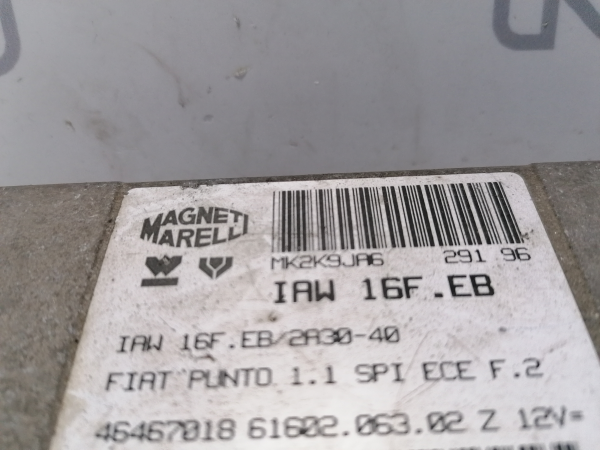 MAGNETI
MARELLI
MK2K9JA6 291 96
IAW 16F.EB
IAW 16F.EB/2A30-40
FIAT PUNTO 1.1 SPI ECE F.2
46467018 61602.063.02 Z 12V=